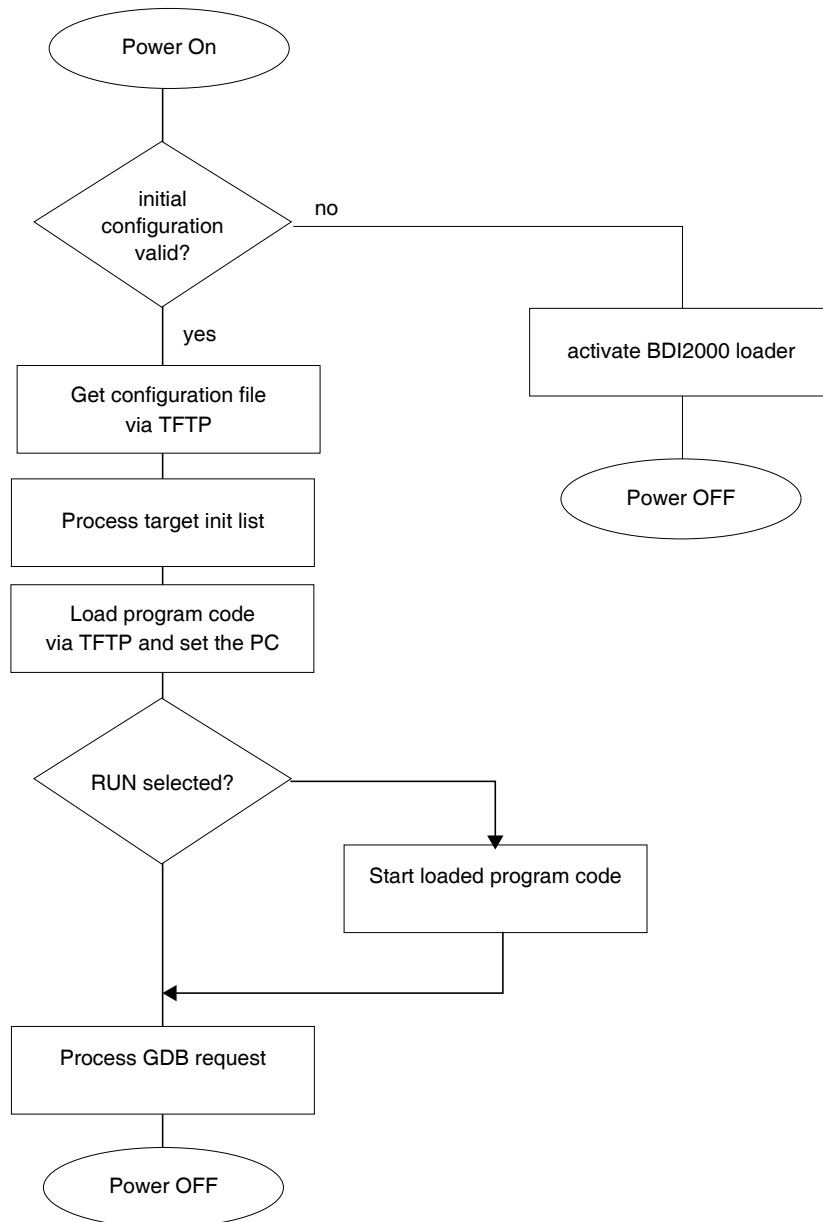 Power On
initial
configuration
valid?
no
yes
activate BDI2000 loader
Get configuration file
via TFTP
Power OFF
Process target init list
Load program code
via TFTP and set the PC
RUN selected?
Start loaded program code
Process GDB request
Power OFF